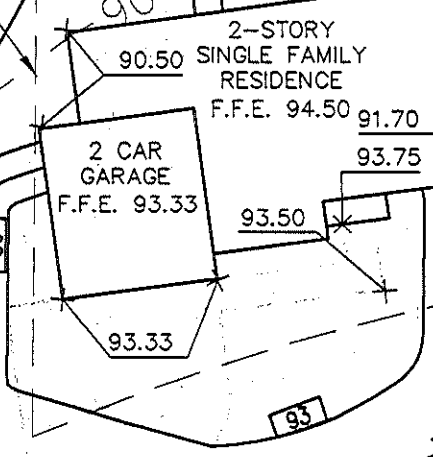 90
2-STORY
SINGLE FAMILY
RESIDENCE
F.F.E. 94.50
90.50
91.70
93.75
2 CAR
GARAGE
F.F.E. 93.33
93.50
93.33
93